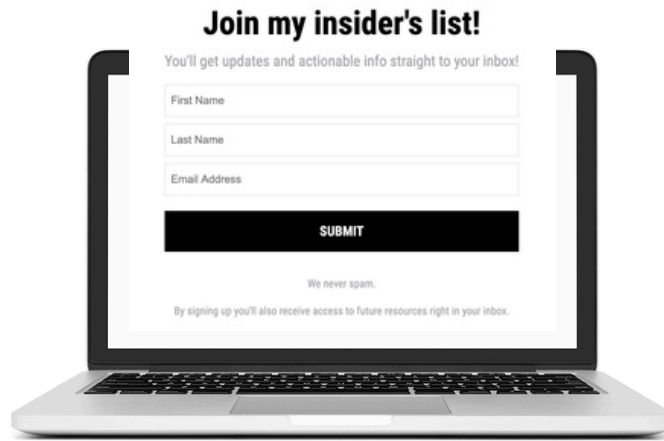 Join my insider's list!
You'll get updates and actionable info straight to your inbox!
First Name
Last Name
Email Address
SUBMIT
We never spam.
By signing up you'll also receive access to future resources right in your inbox.